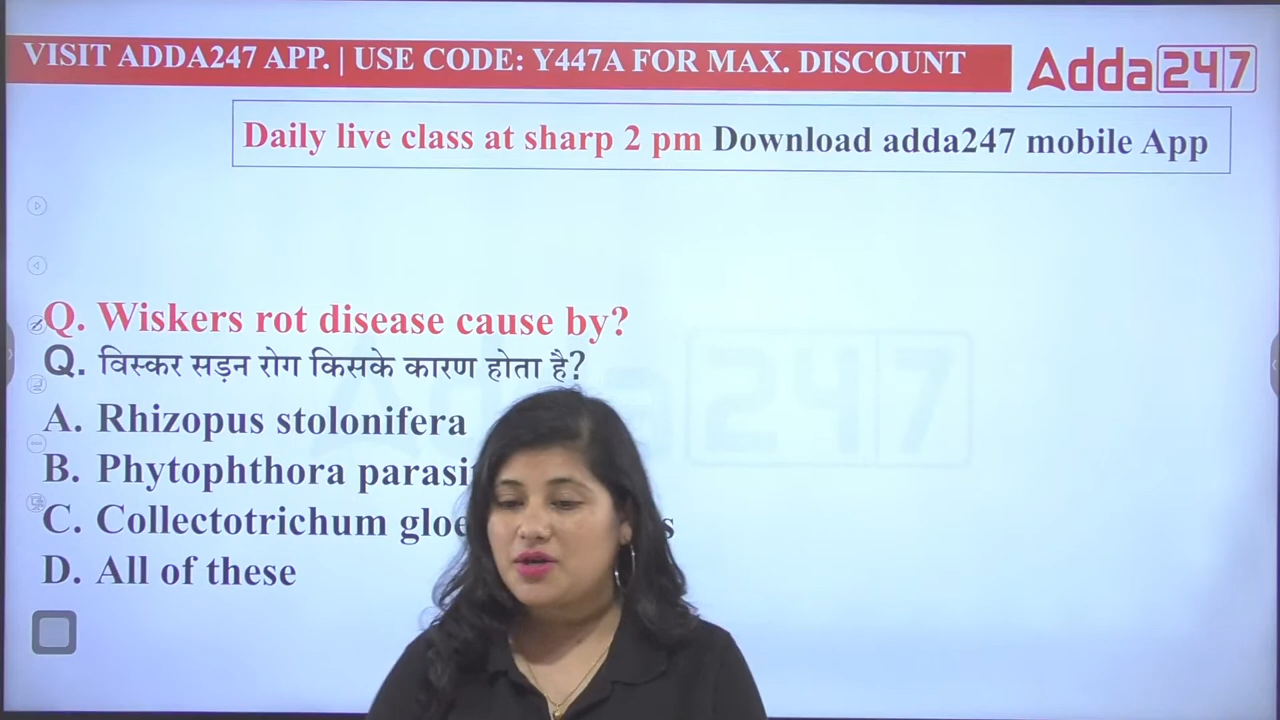 VISIT ADDA247 APP. | USE CODE: Y447A FOR MAX. DISCOUNT
Adda247
Daily live class at sharp 2 pm Download adda247 mobile App
Q. Wiskers rot disease cause by?
Q. विस्कर सड़न रोग किसके कारण होता है?
A. Rhizopus stolonifera
B. Phytophthora
C. Collectotrichum
D. All of these